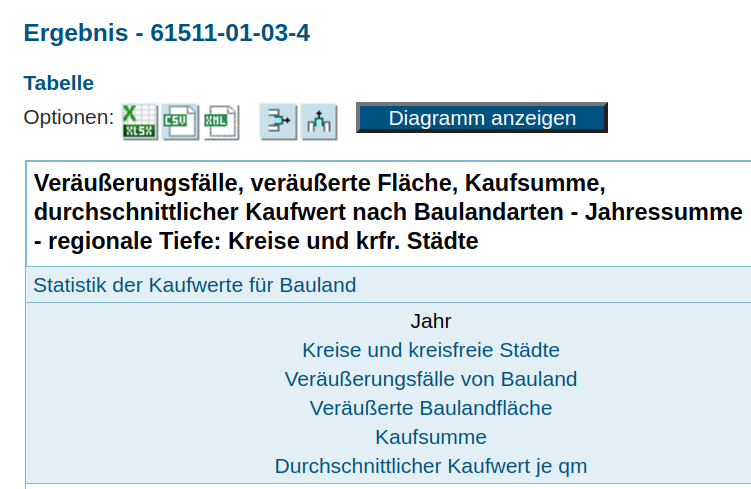 Ergebnis - 61511-01-03-4
Tabelle
Optionen: X XLSX CSV XML Diagramm anzeigen
Veräußerungsfälle, veräußerte Fläche, Kaufsumme,
durchschnittlicher Kaufwert nach Baulandarten - Jahressumme
- regionale Tiefe: Kreise und krfr. Städte
Statistik der Kaufwerte für Bauland
Jahr
Kreise und kreisfreie Städte
Veräußerungsfälle von Bauland
Veräußerte Baulandfläche
Kaufsumme
Durchschnittlicher Kaufwert je qm